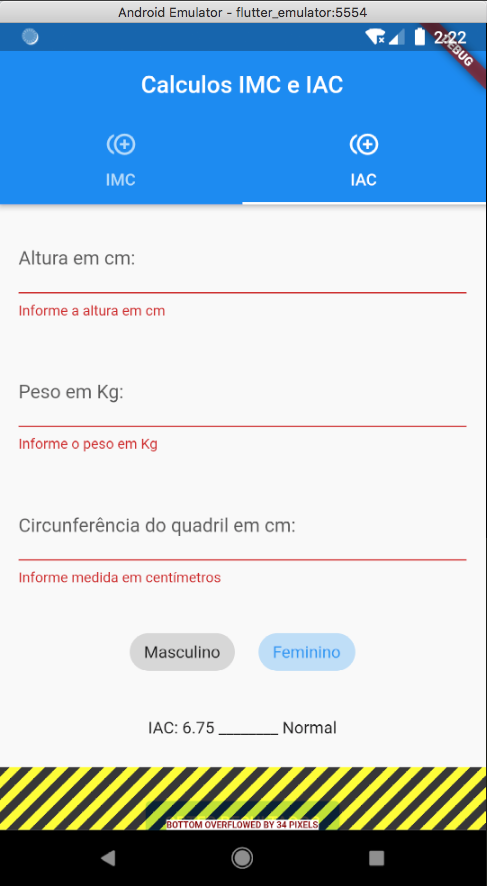 Android Emulator - flutter_emulator:5554
2:22
DEBUG
Calculos IMC e IAC
IMC
IAC
Altura em cm:
Informe a altura em cm
Peso em Kg:
Informe o peso em Kg
Circunferência do quadril em cm:
Informe medida em centímetros
Masculino
Feminino
IAC: 6.75 ________ Normal
BOTTOM OVERFLOWED BY 34 PIXELS